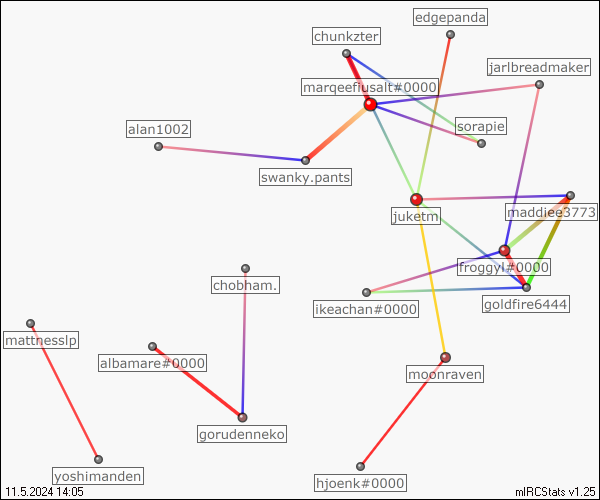 edgepanda
chunkzter
jarlbreadmaker
marqeefiusalt#0000
sorapie
alan1002
swanky.pants
maddiee3773
juketm
froggyl#0000
chobham.
goldfire6444
ikeachan#0000
matthesslp
albamare#0000
moonraven
gorudenneko
yoshimanden
hjoenk#0000
11.5.2024 14:05
mIRCStats v1.25